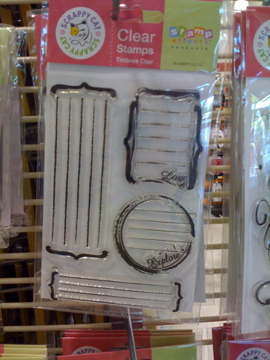 SCRAPPY CAT
SCRAPPY CAT
Clear
Stamps
Timbres Clair
stamp
Love
Explore